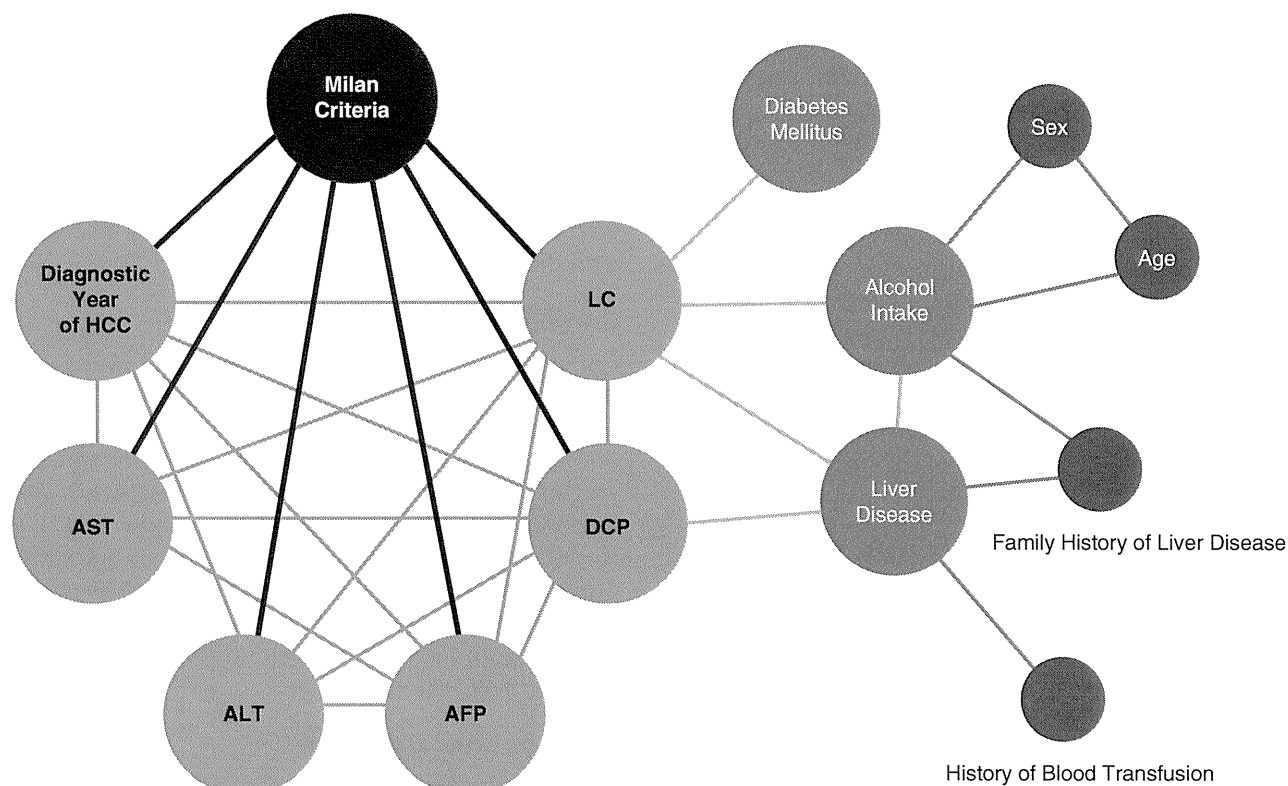 Milan
Criteria
Diabetes
Mellitus
Sex
Diagnostic
Year
of HCC
LC
Alcohol
Intake
Age
AST
DCP
Liver
Disease
Family History of Liver Disease
ALT
AFP
History of Blood Transfusion